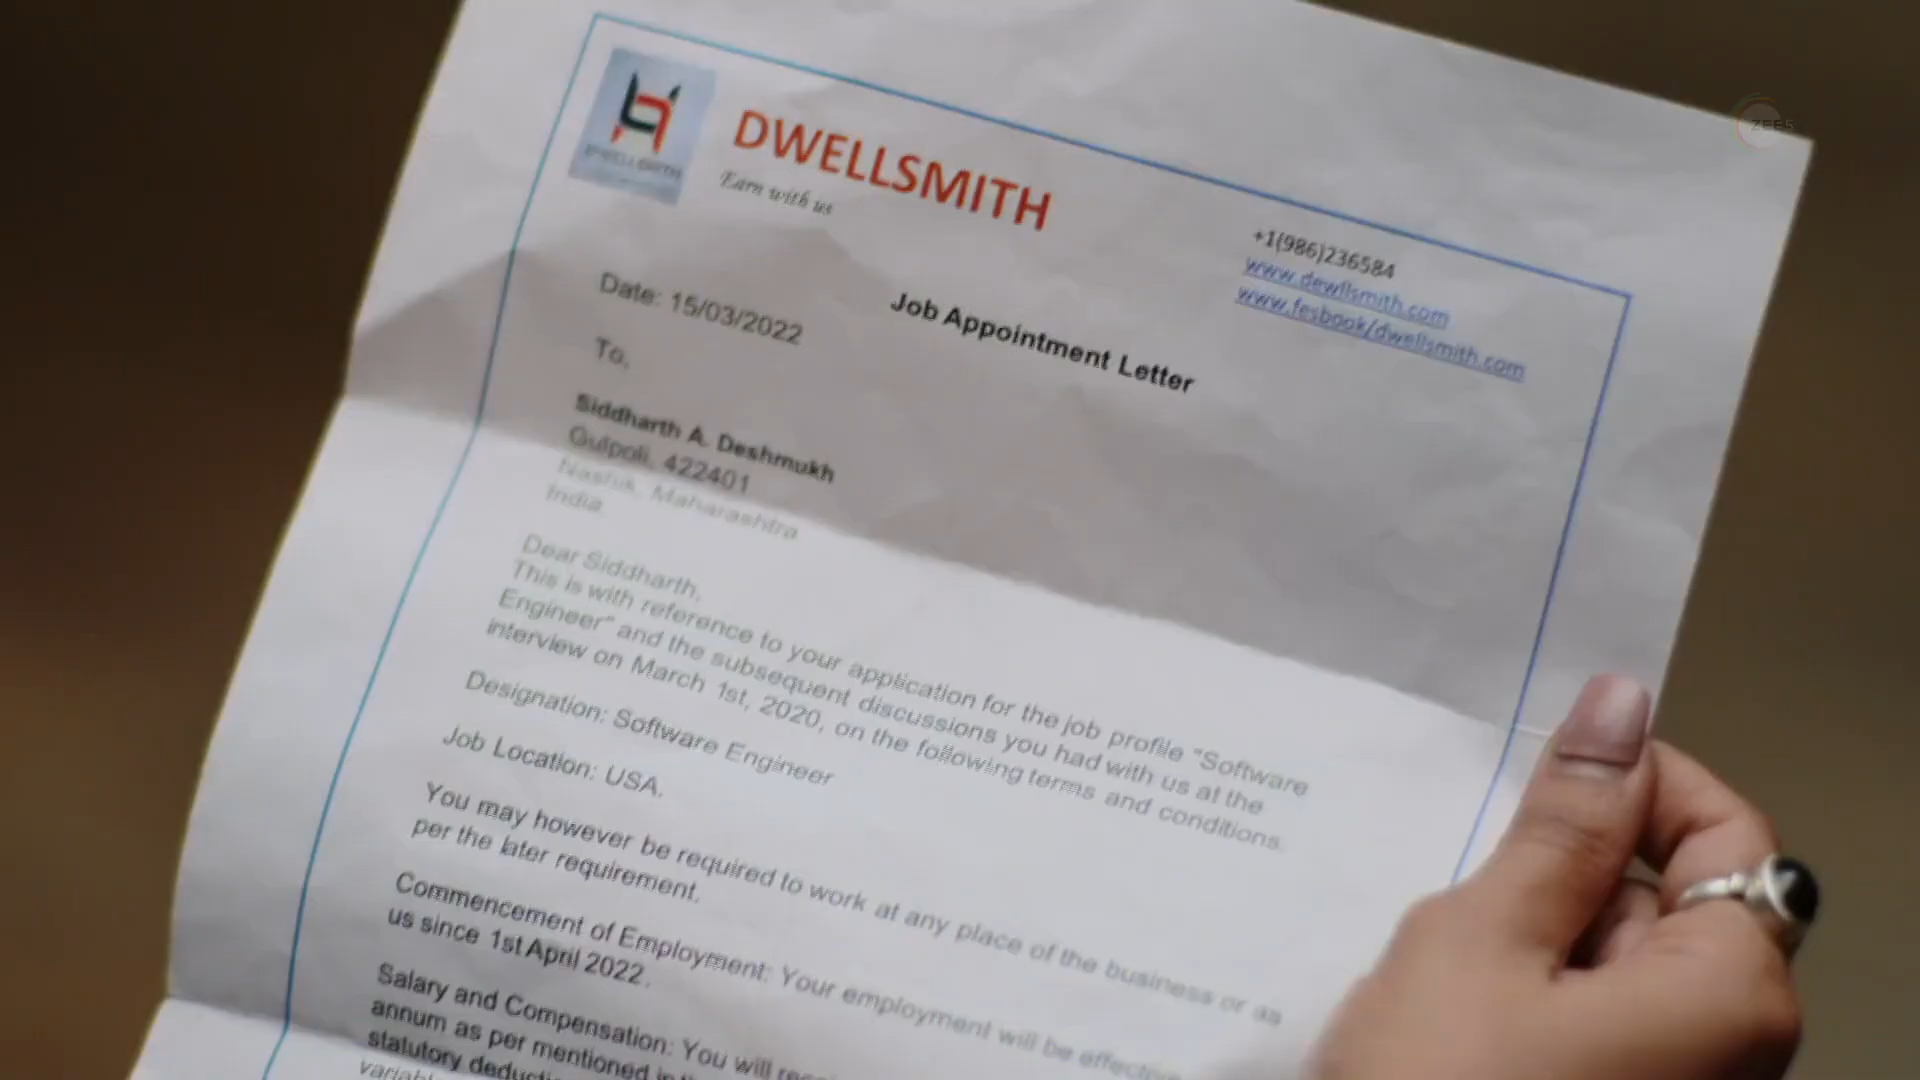 ZEE5
DWELLSMITH
DWELLSMITH
Earn with us
+1(986)236584
www.dewllsmith.com
www.fesbook/dwellsmith.com
Job Appointment Letter
Date: 15/03/2022
To,
Siddharth A. Deshmukh
Gulpoli, 422401
Nashik, Maharashtra
India
Dear Siddharth,
This is with reference to your application for the job profile "Software
Engineer" and the subsequent discussions you had with us at the
interview on March 1st, 2020, on the following terms and conditions.
Designation: Software Engineer
Job Location: USA.
You may however be required to work at any place of the business or as
per the later requirement.
Commencement of Employment: Your employment will be effective
us since 1st April 2022.
Salary and Compensation: You will
annum as per mentioned in
statutory